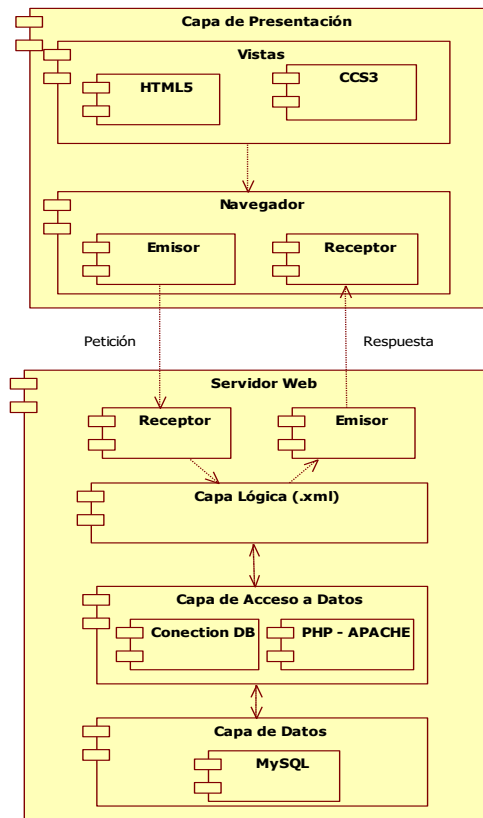 Capa de Presentación
Vistas
HTML5
CCS3
Navegador
Emisor
Receptor
Petición
Respuesta
Servidor Web
Receptor
Emisor
Capa Lógica (.xml)
Capa de Acceso a Datos
Conection DB
PHP - APACHE
Capa de Datos
MySQL